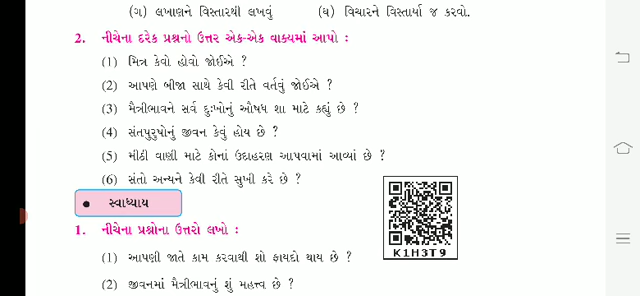 (ગ) લખાણને વિસ્તારથી લખવું (ઘ) વિચારને વિસ્તાર્યા જ કરવો.
2. નીચેના દરેક પ્રશ્નનો ઉત્તર એક-એક વાક્યમાં આપો :
(1) મિત્ર કેવો હોવો જોઈએ ?
(2) આપણે બીજા સાથે કેવી રીતે વર્તવું જોઈએ ?
(3) મૈત્રીભાવને સર્વ દુઃખોનું ઔષધ શા માટે કહ્યું છે ?
(4) સંતપુરુષોનું જીવન કેવું હોય છે ?
(5) મીઠી વાણી માટે કોનાં ઉદાહરણ આપવામાં આવ્યાં છે ?
(6) સંતો અન્યને કેવી રીતે સુખી કરે છે ?
• સ્વાધ્યાય
K1H3T9
1. નીચેના પ્રશ્નોના ઉત્તરો લખો :
(1) આપણી જાતે કામ કરવાથી શો ફાયદો થાય છે ?
(2) જીવનમાં મૈત્રીભાવનું શું મહત્ત્વ છે ?